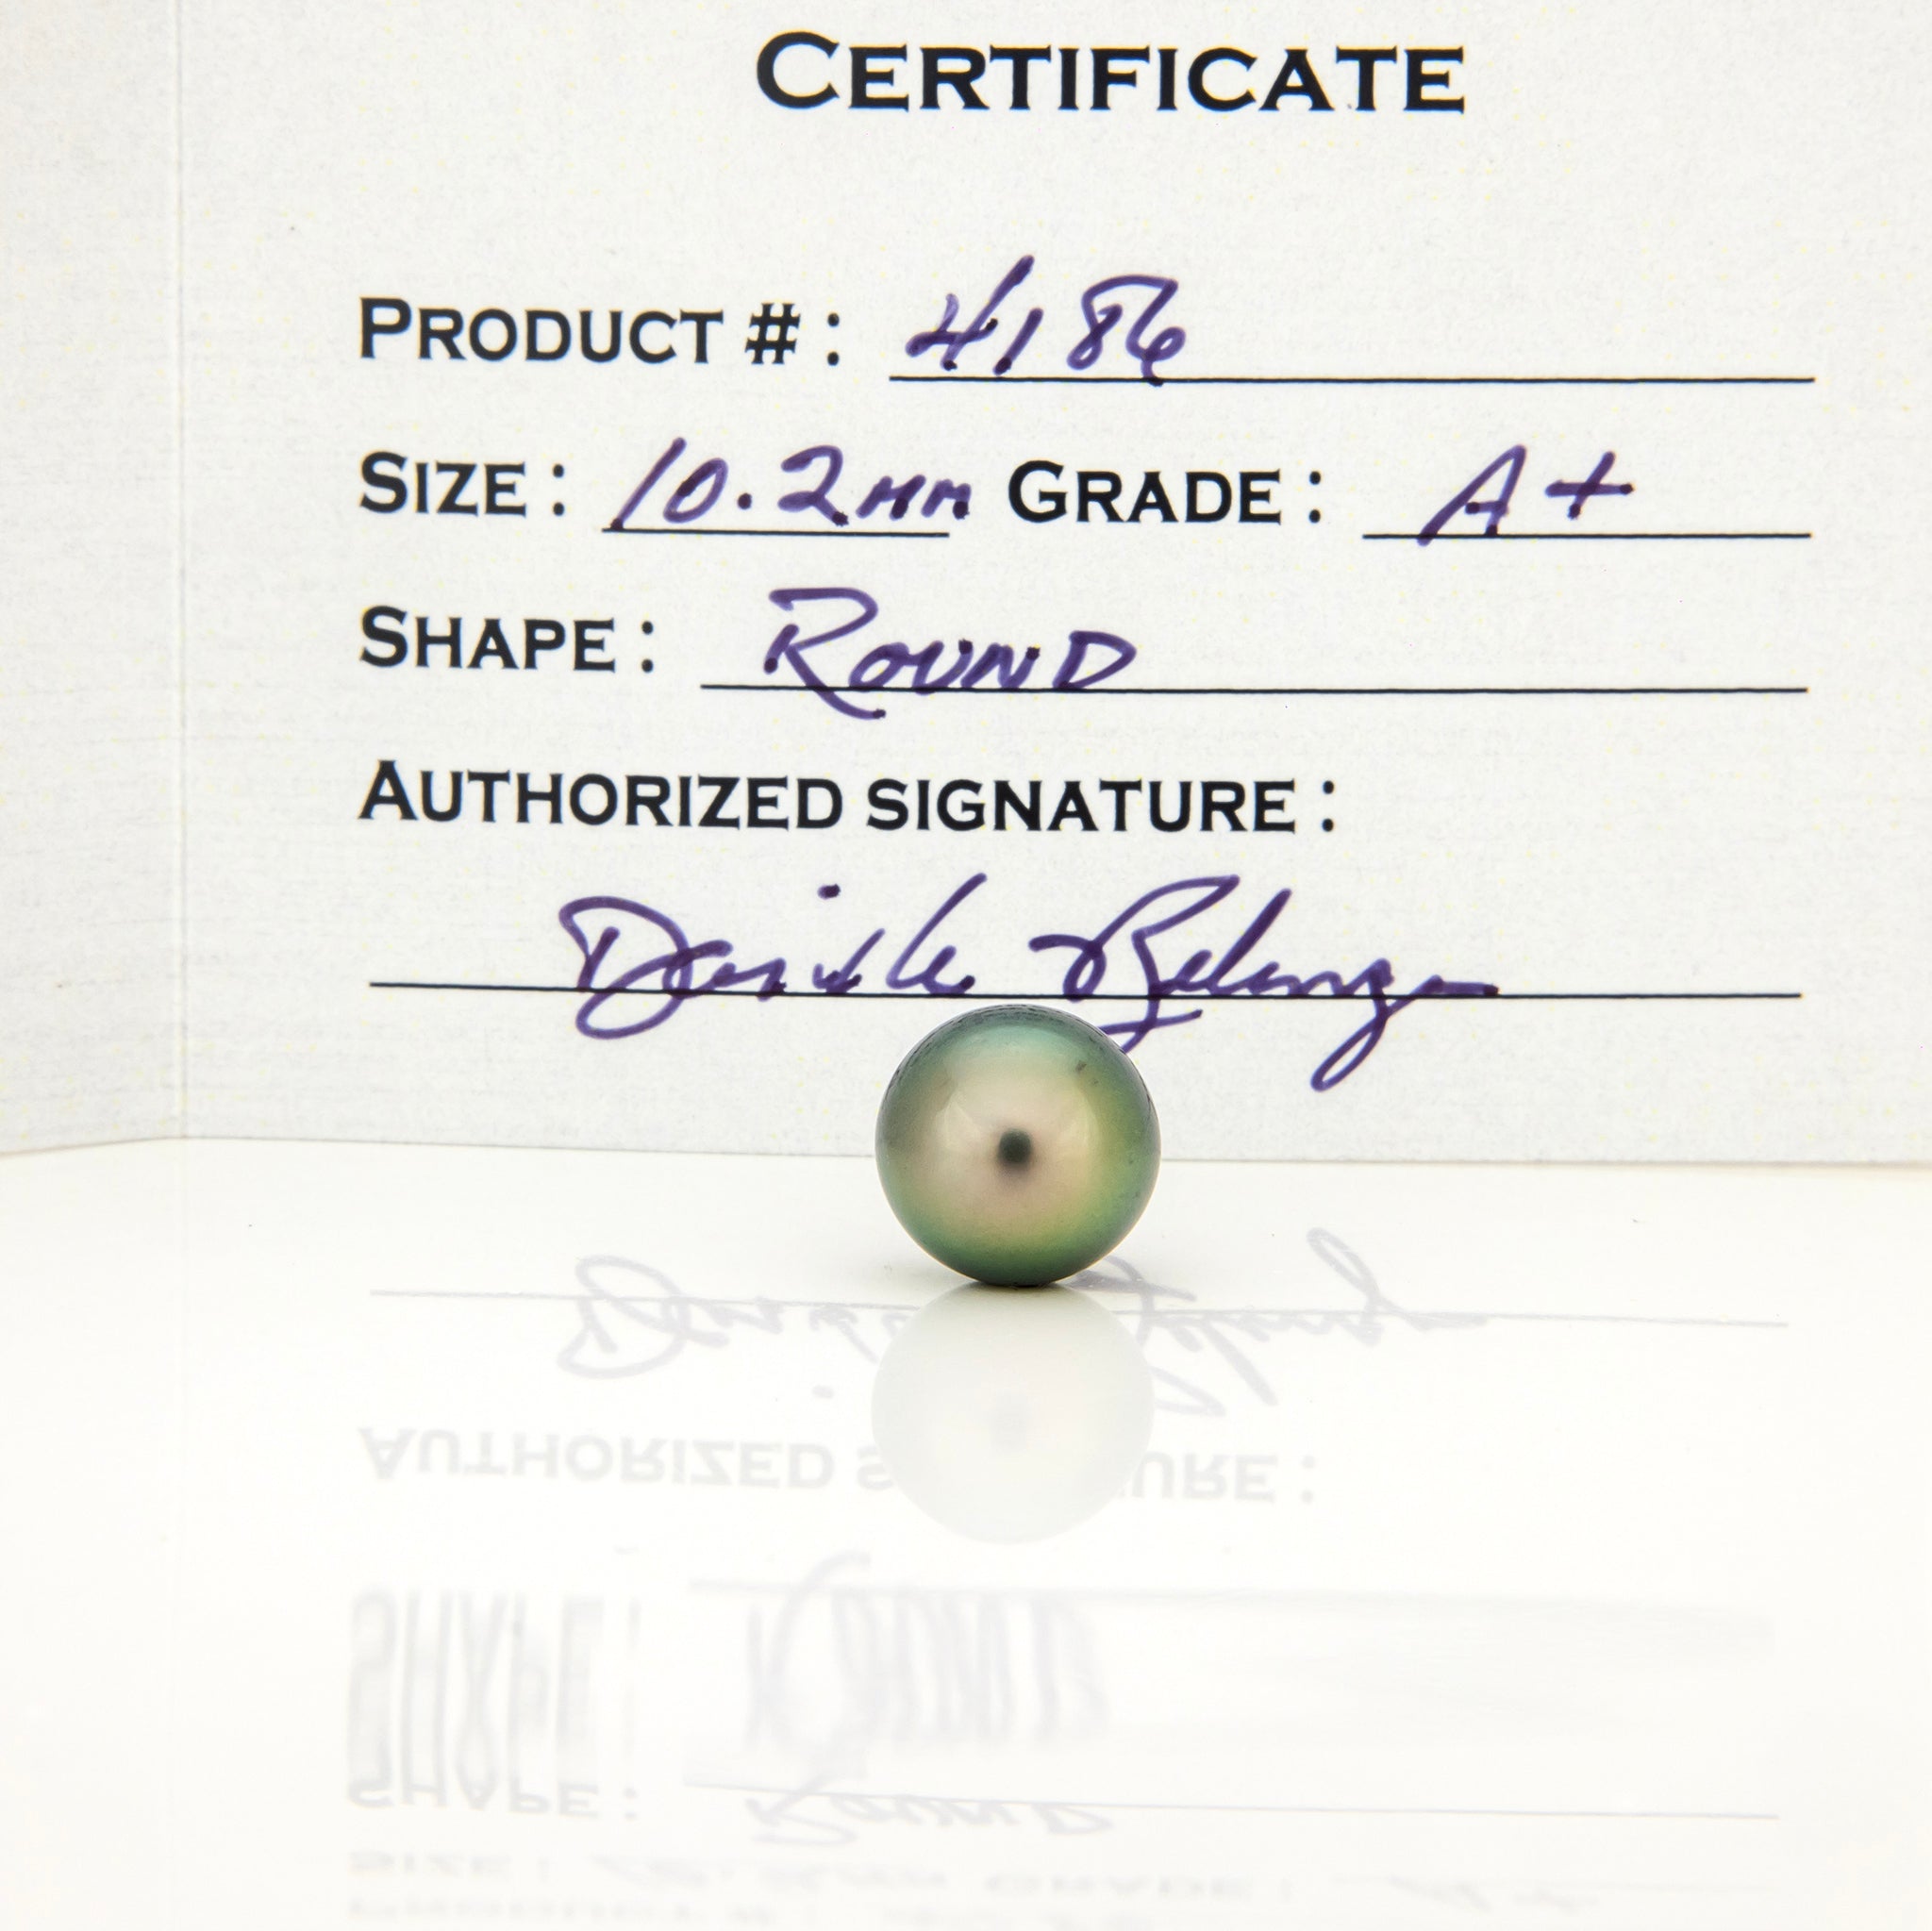 CERTIFICATE
PRODUCT # : 4186
SIZE : 10.2mm GRADE : A+
SHAPE : ROUND
AUTHORIZED SIGNATURE :